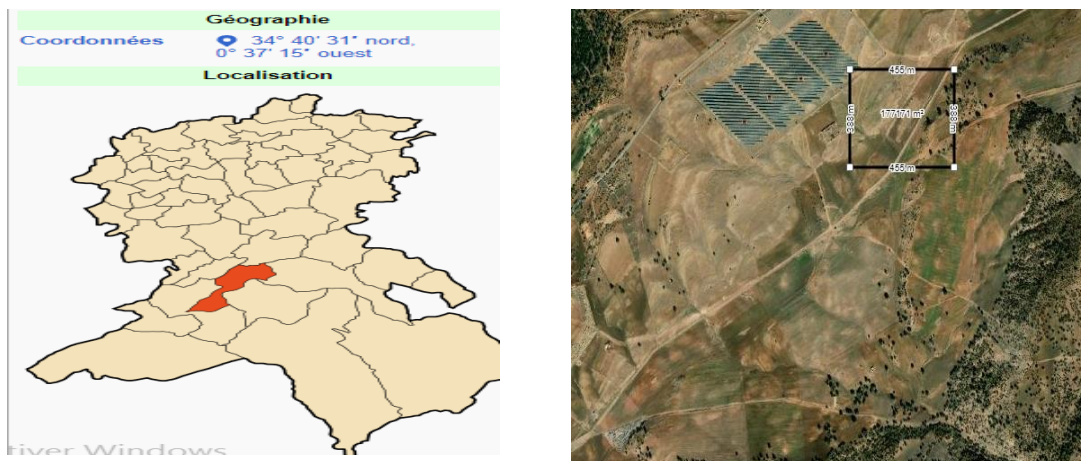 Géographie
Coordonnées 34° 40' 31" nord,
0° 37' 15" ouest
Localisation
tiver Windows
455 m
388 m
177171 m²
388 m
455 m